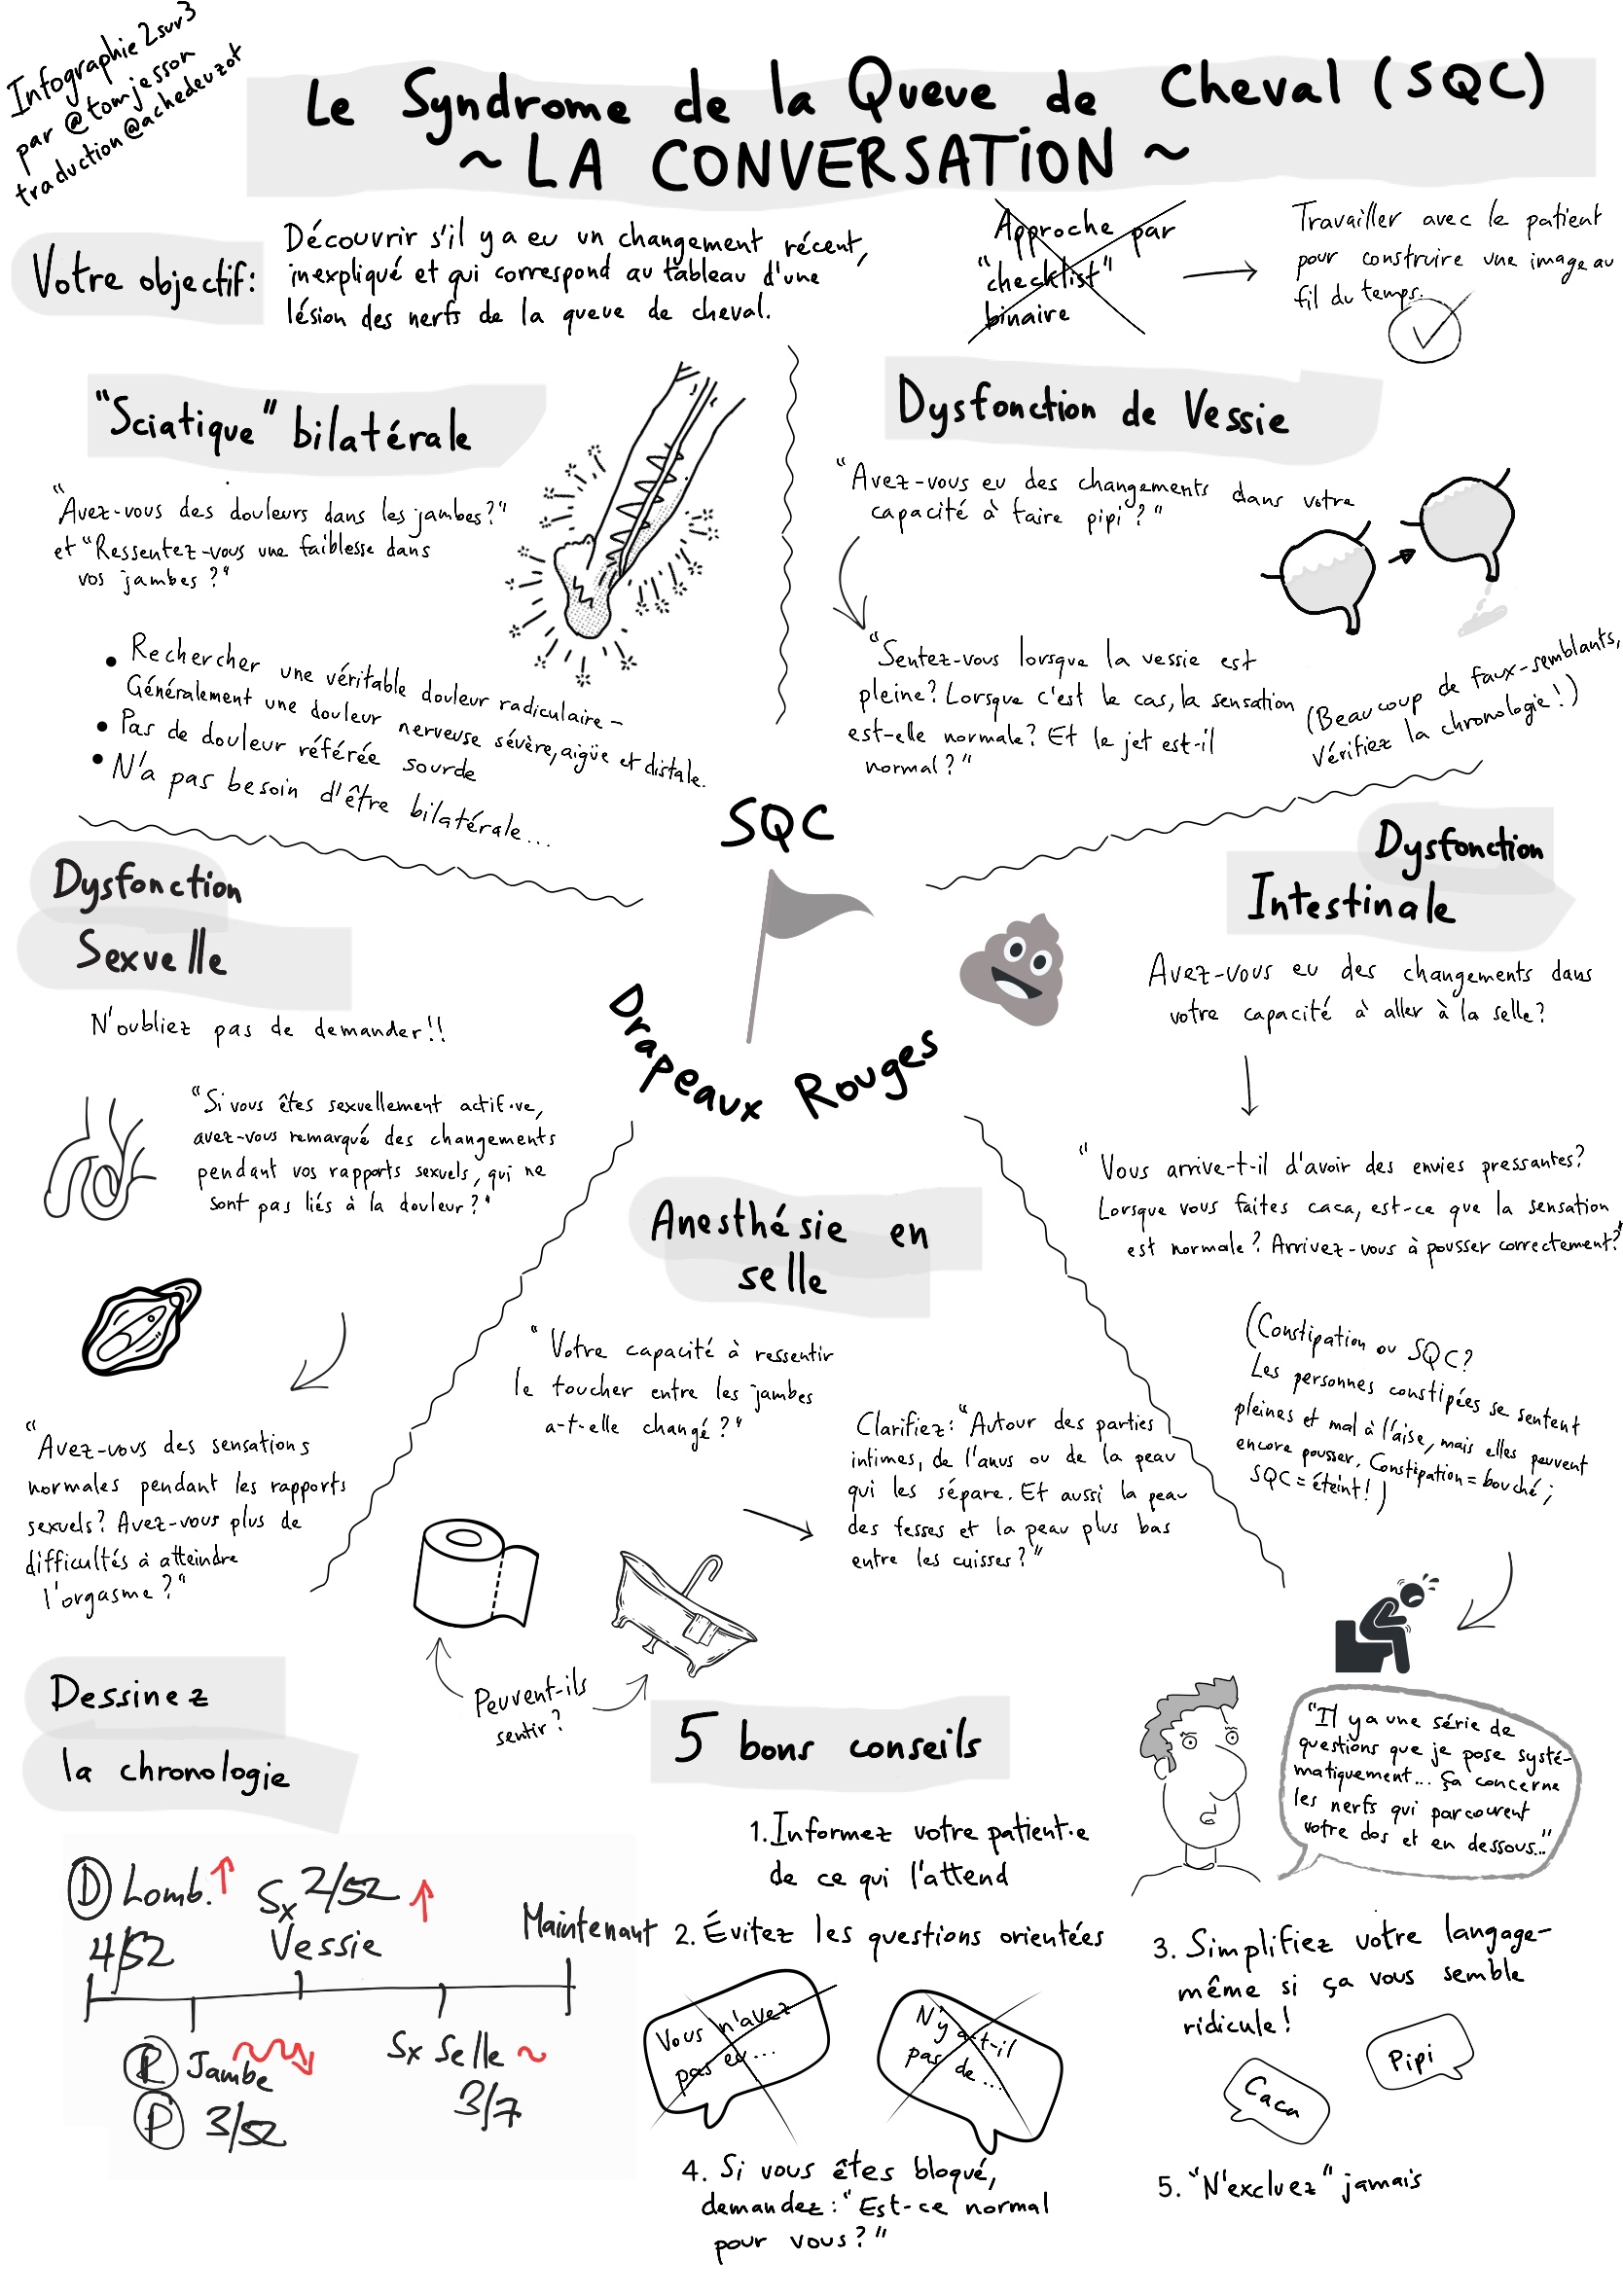 Infographie 2 sur 3
par @tomjesson
traduction @achedeuzot
Le Syndrome de la Queue de Cheval (SQC)
~ LA CONVERSATION ~
Votre objectif:
Découvrir s'il y a eu un changement récent,
inexpliqué et qui correspond au tableau d'une
lésion des nerfs de la queue de cheval.
Approche par
"checklist"
binaire
Travailler avec le patient
pour construire une image au
fil du temps.
"Sciatique" bilatérale
"Avez-vous des douleurs dans les jambes?"
et "Ressentez-vous une faiblesse dans
vos jambes?"
• Rechercher une véritable douleur radiculaire -
Généralement une douleur nerveuse sévère, aigüe et distale.
• Pas de douleur référée sourde
• N'a pas besoin d'être bilatérale...
Dysfonction de Vessie
"Avez-vous eu des changements dans votre
capacité à faire pipi?"
"Sentez-vous lorsque la vessie est
pleine? Lorsque c'est le cas, la sensation
est-elle normale? Et le jet est-il
normal?"
(Beaucoup de faux-semblants,
Vérifiez la chronologie!)
SQC
Drapeaux Rouges
Dysfonction
Sexuelle
N'oubliez pas de demander!!
"Si vous êtes sexuellement actif·ve,
avez-vous remarqué des changements
pendant vos rapports sexuels, qui ne
sont pas liés à la douleur?"
"Avez-vous des sensations
normales pendant les rapports
sexuels? Avez-vous plus de
difficultés à atteindre
l'orgasme?"
Dysfonction
Intestinale
Avez-vous eu des changements dans
votre capacité à aller à la selle?
"Vous arrive-t-il d'avoir des envies pressantes?
Lorsque vous faites caca, est-ce que la sensation
est normale? Arrivez-vous à pousser correctement?"
(Constipation ou SQC?
Les personnes constipées se sentent
pleines et mal à l'aise, mais elles peuvent
encore pousser. Constipation = bouché;
SQC = éteint!)
Anesthésie en
selle
"Votre capacité à ressentir
le toucher entre les jambes
a-t-elle changé?"
Clarifiez: "Autour des parties
intimes, de l'anus ou de la peau
qui les sépare. Et aussi la peau
des fesses et la peau plus bas
entre les cuisses?"
Peuvent-ils
sentir?
Dessinez
la chronologie
D Lomb. ↑
4/52
Sx 2/52 ↑
Vessie
Maintenant
R Jambe
P 3/52
Sx Selle ~
3/7
5 bons conseils
1. Informez votre patient·e
de ce qui l'attend
"Il y a une série de
questions que je pose systé-
matiquement... ça concerne
les nerfs qui parcourent
votre dos et en dessous..."
2. Évitez les questions orientées
Vous n'avez
pas eu...
N'y a-t-il
pas de...
3. Simplifiez votre langage-
même si ça vous semble
ridicule!
Pipi
Caca
4. Si vous êtes bloqué,
demandez: "Est-ce normal
pour vous?"
5. "N'excluez" jamais